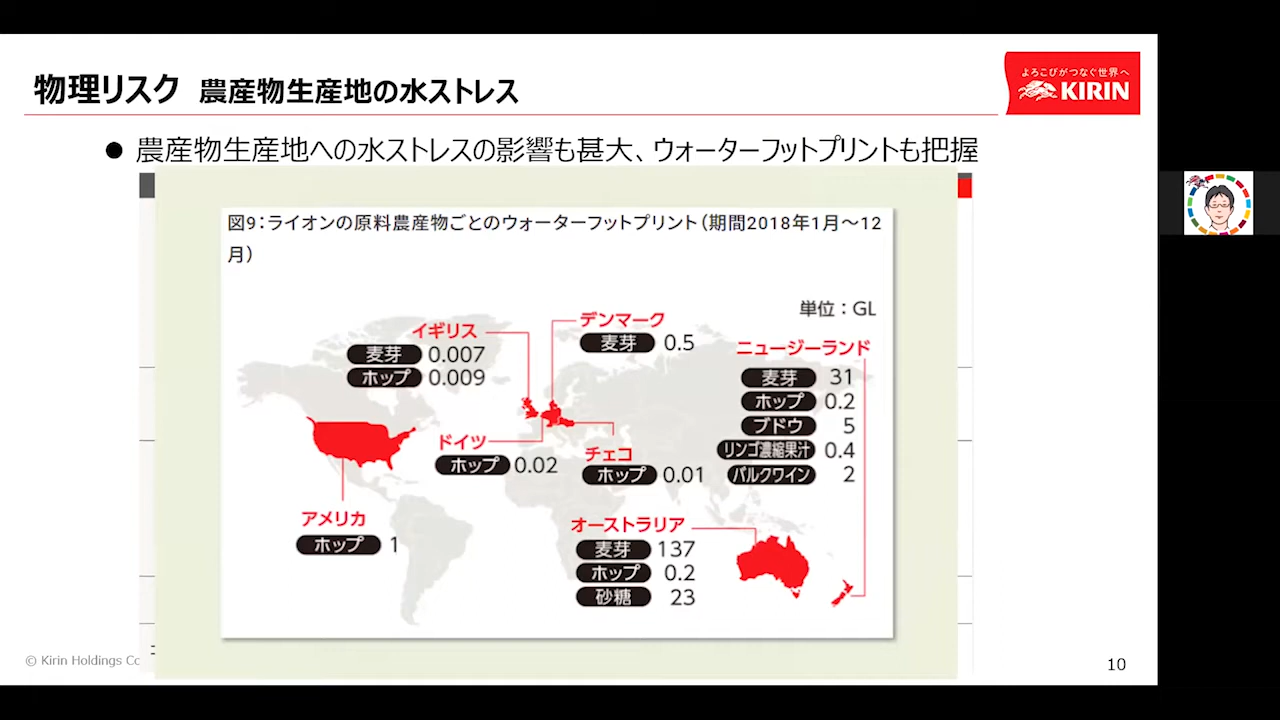 物理リスク 農産物生産地の水ストレス
よろこびがつなぐ世界へ
KIRIN
● 農産物生産地への水ストレスの影響も甚大、ウォーターフットプリントも把握
図9：ライオンの原料農産物ごとのウォーターフットプリント（期間2018年1月～12
月）
単位：GL
イギリス
麦芽 0.007
ホップ 0.009
デンマーク
麦芽 0.5
ニュージーランド
麦芽 31
ホップ 0.2
ブドウ 5
リンゴ濃縮果汁 0.4
バルクワイン 2
ドイツ
ホップ 0.02
チェコ
ホップ 0.01
アメリカ
ホップ 1
オーストラリア
麦芽 137
ホップ 0.2
砂糖 23
© Kirin Holdings Co
10